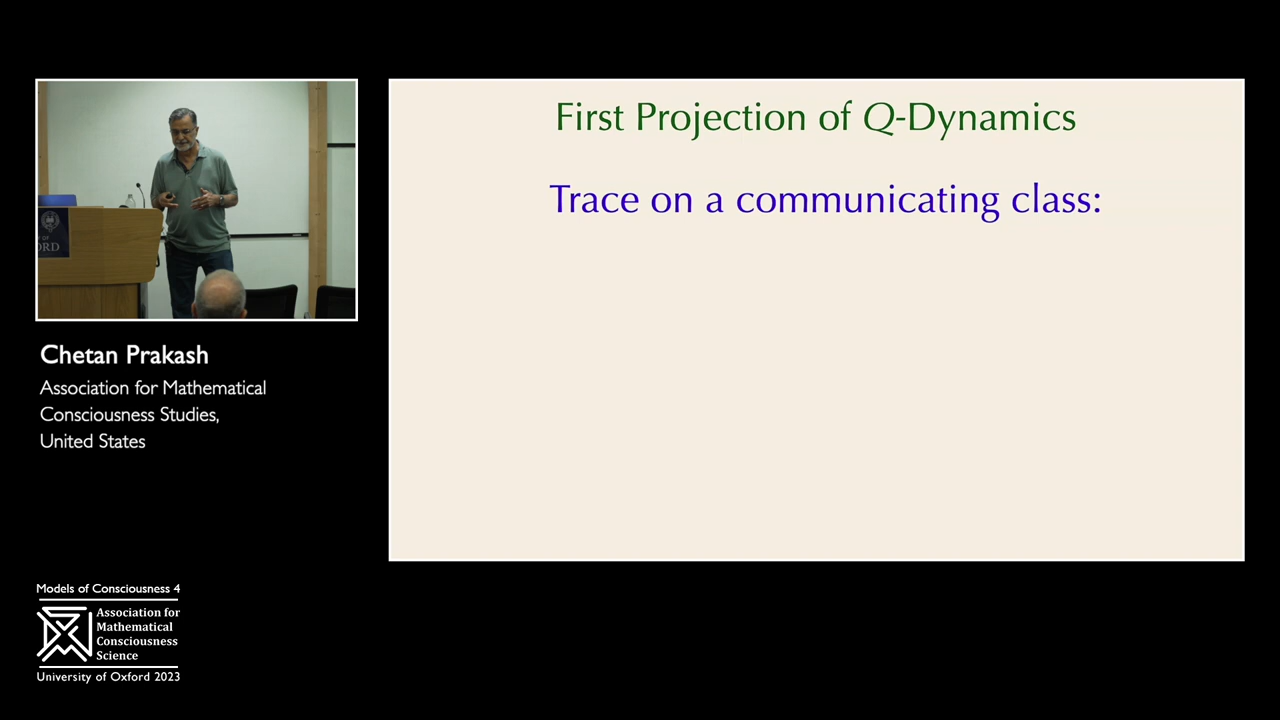 First Projection of Q-Dynamics
Trace on a communicating class:
ORD
Chetan Prakash
Association for Mathematical
Consciousness Studies,
United States
Models of Consciousness 4
Association for
Mathematical
Consciousness
Science
University of Oxford 2023